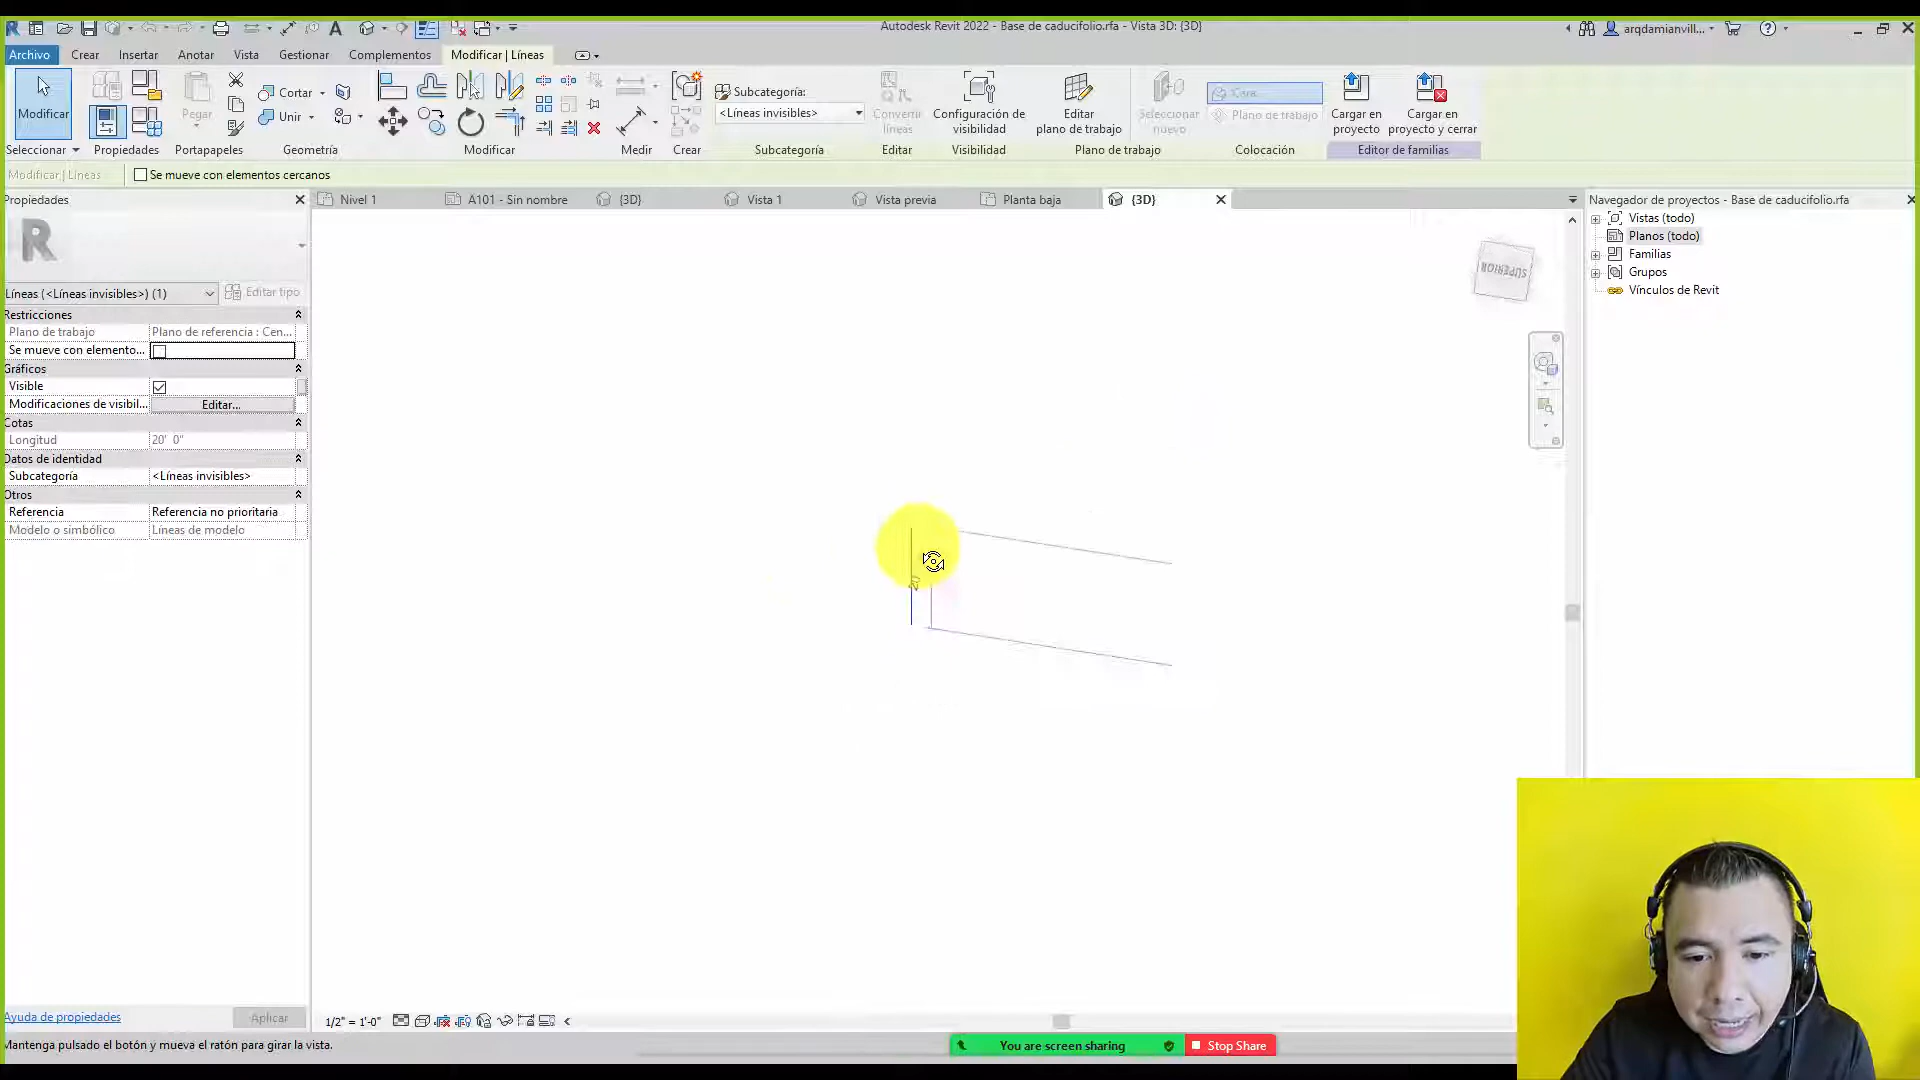 Autodesk Revit 2022 - Base de caducifolio.rfa - Vista 3D: {3D}
arqdamianvill...
Archivo Crear Insertar Anotar Vista Gestionar Complementos Modificar | Líneas
Modificar
Pegar
Cortar
Unir
Subcategoría:
<Líneas invisibles>
Convertir líneas
Configuración de visibilidad
Editar plano de trabajo
Seleccionar nuevo
Cara
Plano de trabajo
Cargar en proyecto
Cargar en proyecto y cerrar
Seleccionar Propiedades Portapapeles Geometría Modificar Medir Crear Subcategoría Editar Visibilidad Plano de trabajo Colocación Editor de familias
Modificar | Líneas
Se mueve con elementos cercanos
Propiedades
Nivel 1
A101 - Sin nombre
{3D}
Vista 1
Vista previa
Planta baja
{3D}
Navegador de proyectos - Base de caducifolio.rfa
Vistas (todo)
Planos (todo)
Familias
Grupos
Vínculos de Revit
R
Líneas (<Líneas invisibles>) (1)
Editar tipo
Restricciones
Plano de trabajo Plano de referencia : Cen...
Se mueve con elemento...
Gráficos
Visible
Modificaciones de visibil... Editar...
Cotas
Longitud 20' 0"
Datos de identidad
Subcategoría <Líneas invisibles>
Otros
Referencia Referencia no prioritaria
Modelo o simbólico Líneas de modelo
SUPERIOR
Ayuda de propiedades
Aplicar
1/2" = 1'-0"
Mantenga pulsado el botón y mueva el ratón para girar la vista.
You are screen sharing
Stop Share